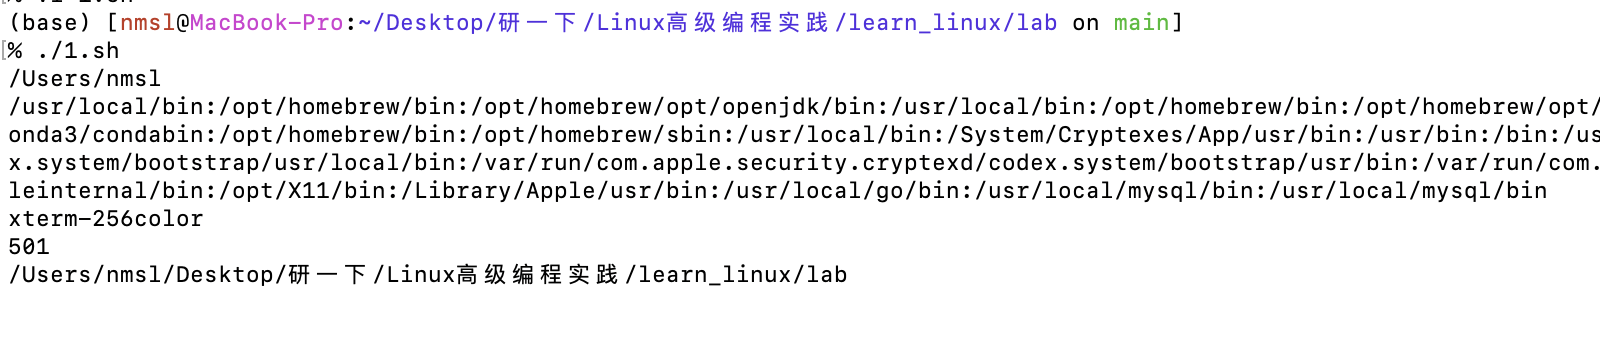 (base) [nmsl@MacBook-Pro:~/Desktop/研一下/Linux高级编程实践/learn_linux/lab on main]
[% ./1.sh
/Users/nmsl
/usr/local/bin:/opt/homebrew/bin:/opt/homebrew/opt/openjdk/bin:/usr/local/bin:/opt/homebrew/bin:/opt/homebrew/opt/
onda3/condabin:/opt/homebrew/bin:/opt/homebrew/sbin:/usr/local/bin:/System/Cryptexes/App/usr/bin:/usr/bin:/bin:/us
x.system/bootstrap/usr/local/bin:/var/run/com.apple.security.cryptexd/codex.system/bootstrap/usr/bin:/var/run/com.
leinternal/bin:/opt/X11/bin:/Library/Apple/usr/bin:/usr/local/go/bin:/usr/local/mysql/bin:/usr/local/mysql/bin
xterm-256color
501
/Users/nmsl/Desktop/研一下/Linux高级编程实践/learn_linux/lab